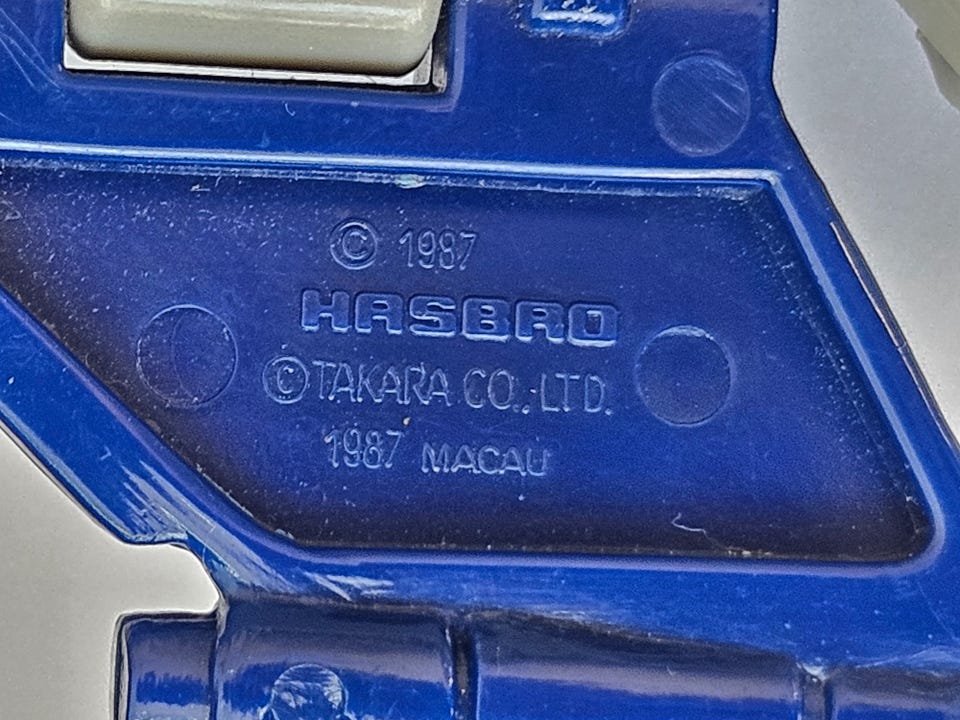 © 1987
HASBRO
© TAKARA CO., LTD.
1987 MACAU